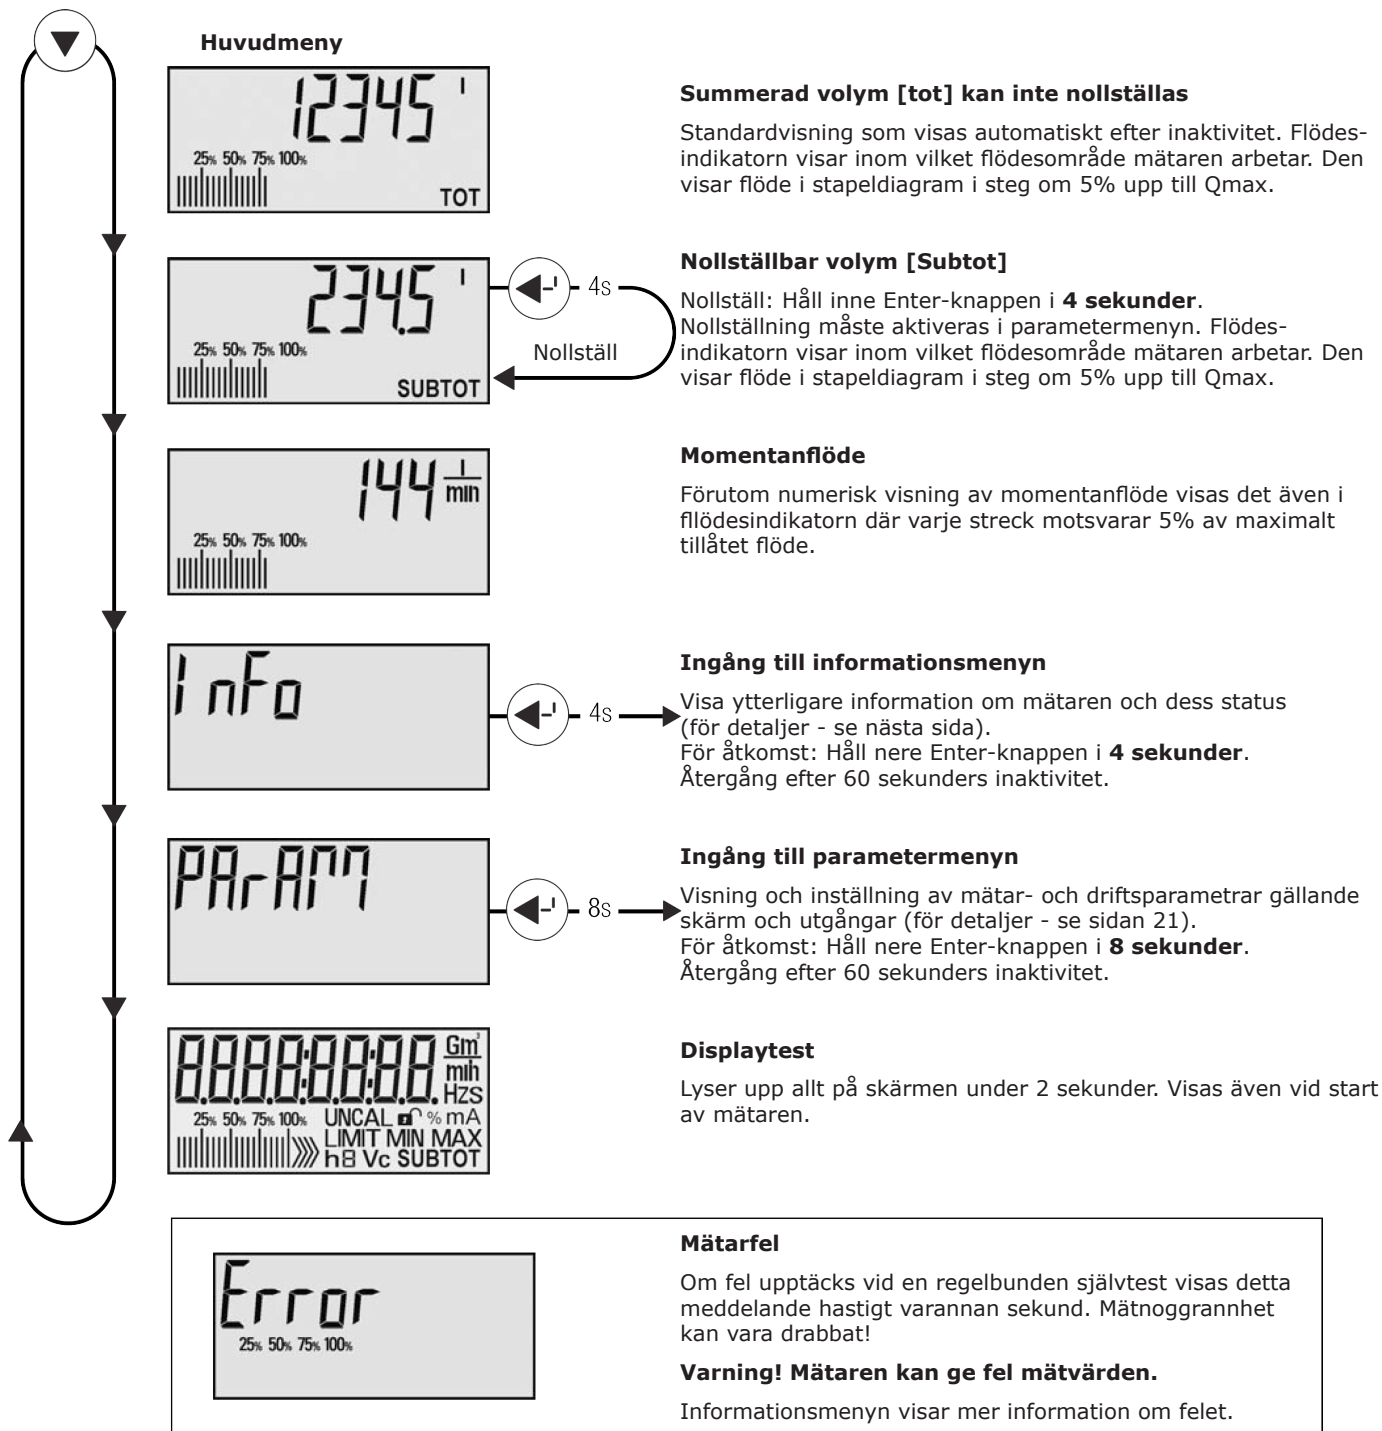 Huvudmeny
12345 l
25% 50% 75% 100%
TOT
Summerad volym [tot] kan inte nollställas
Standardvisning som visas automatiskt efter inaktivitet. Flödes-
indikatorn visar inom vilket flödesområde mätaren arbetar. Den
visar flöde i stapeldiagram i steg om 5% upp till Qmax.
234.5 l
25% 50% 75% 100%
SUBTOT
4s
Nollställ
Nollställbar volym [Subtot]
Nollställ: Håll inne Enter-knappen i 4 sekunder.
Nollställning måste aktiveras i parametermenyn. Flödes-
indikatorn visar inom vilket flödesområde mätaren arbetar. Den
visar flöde i stapeldiagram i steg om 5% upp till Qmax.
144 l/min
25% 50% 75% 100%
Momentanflöde
Förutom numerisk visning av momentanflöde visas det även i
fllödesindikatorn där varje streck motsvarar 5% av maximalt
tillåtet flöde.
InFo
4s
Ingång till informationsmenyn
Visa ytterligare information om mätaren och dess status
(för detaljer - se nästa sida).
För åtkomst: Håll nere Enter-knappen i 4 sekunder.
Återgång efter 60 sekunders inaktivitet.
PArAM
8s
Ingång till parametermenyn
Visning och inställning av mätar- och driftsparametrar gällande
skärm och utgångar (för detaljer - se sidan 21).
För åtkomst: Håll nere Enter-knappen i 8 sekunder.
Återgång efter 60 sekunders inaktivitet.
8.8.8.8:8.8:8.8. Gm³
min
HZS
25% 50% 75% 100% UNCAL % mA
LIMIT MIN MAX
h8 Vc SUBTOT
Displaytest
Lyser upp allt på skärmen under 2 sekunder. Visas även vid start
av mätaren.
Error
25% 50% 75% 100%
Mätarfel
Om fel upptäcks vid en regelbunden självtest visas detta
meddelande hastigt varannan sekund. Mätnoggrannhet
kan vara drabbat!
Varning! Mätaren kan ge fel mätvärden.
Informationsmenyn visar mer information om felet.